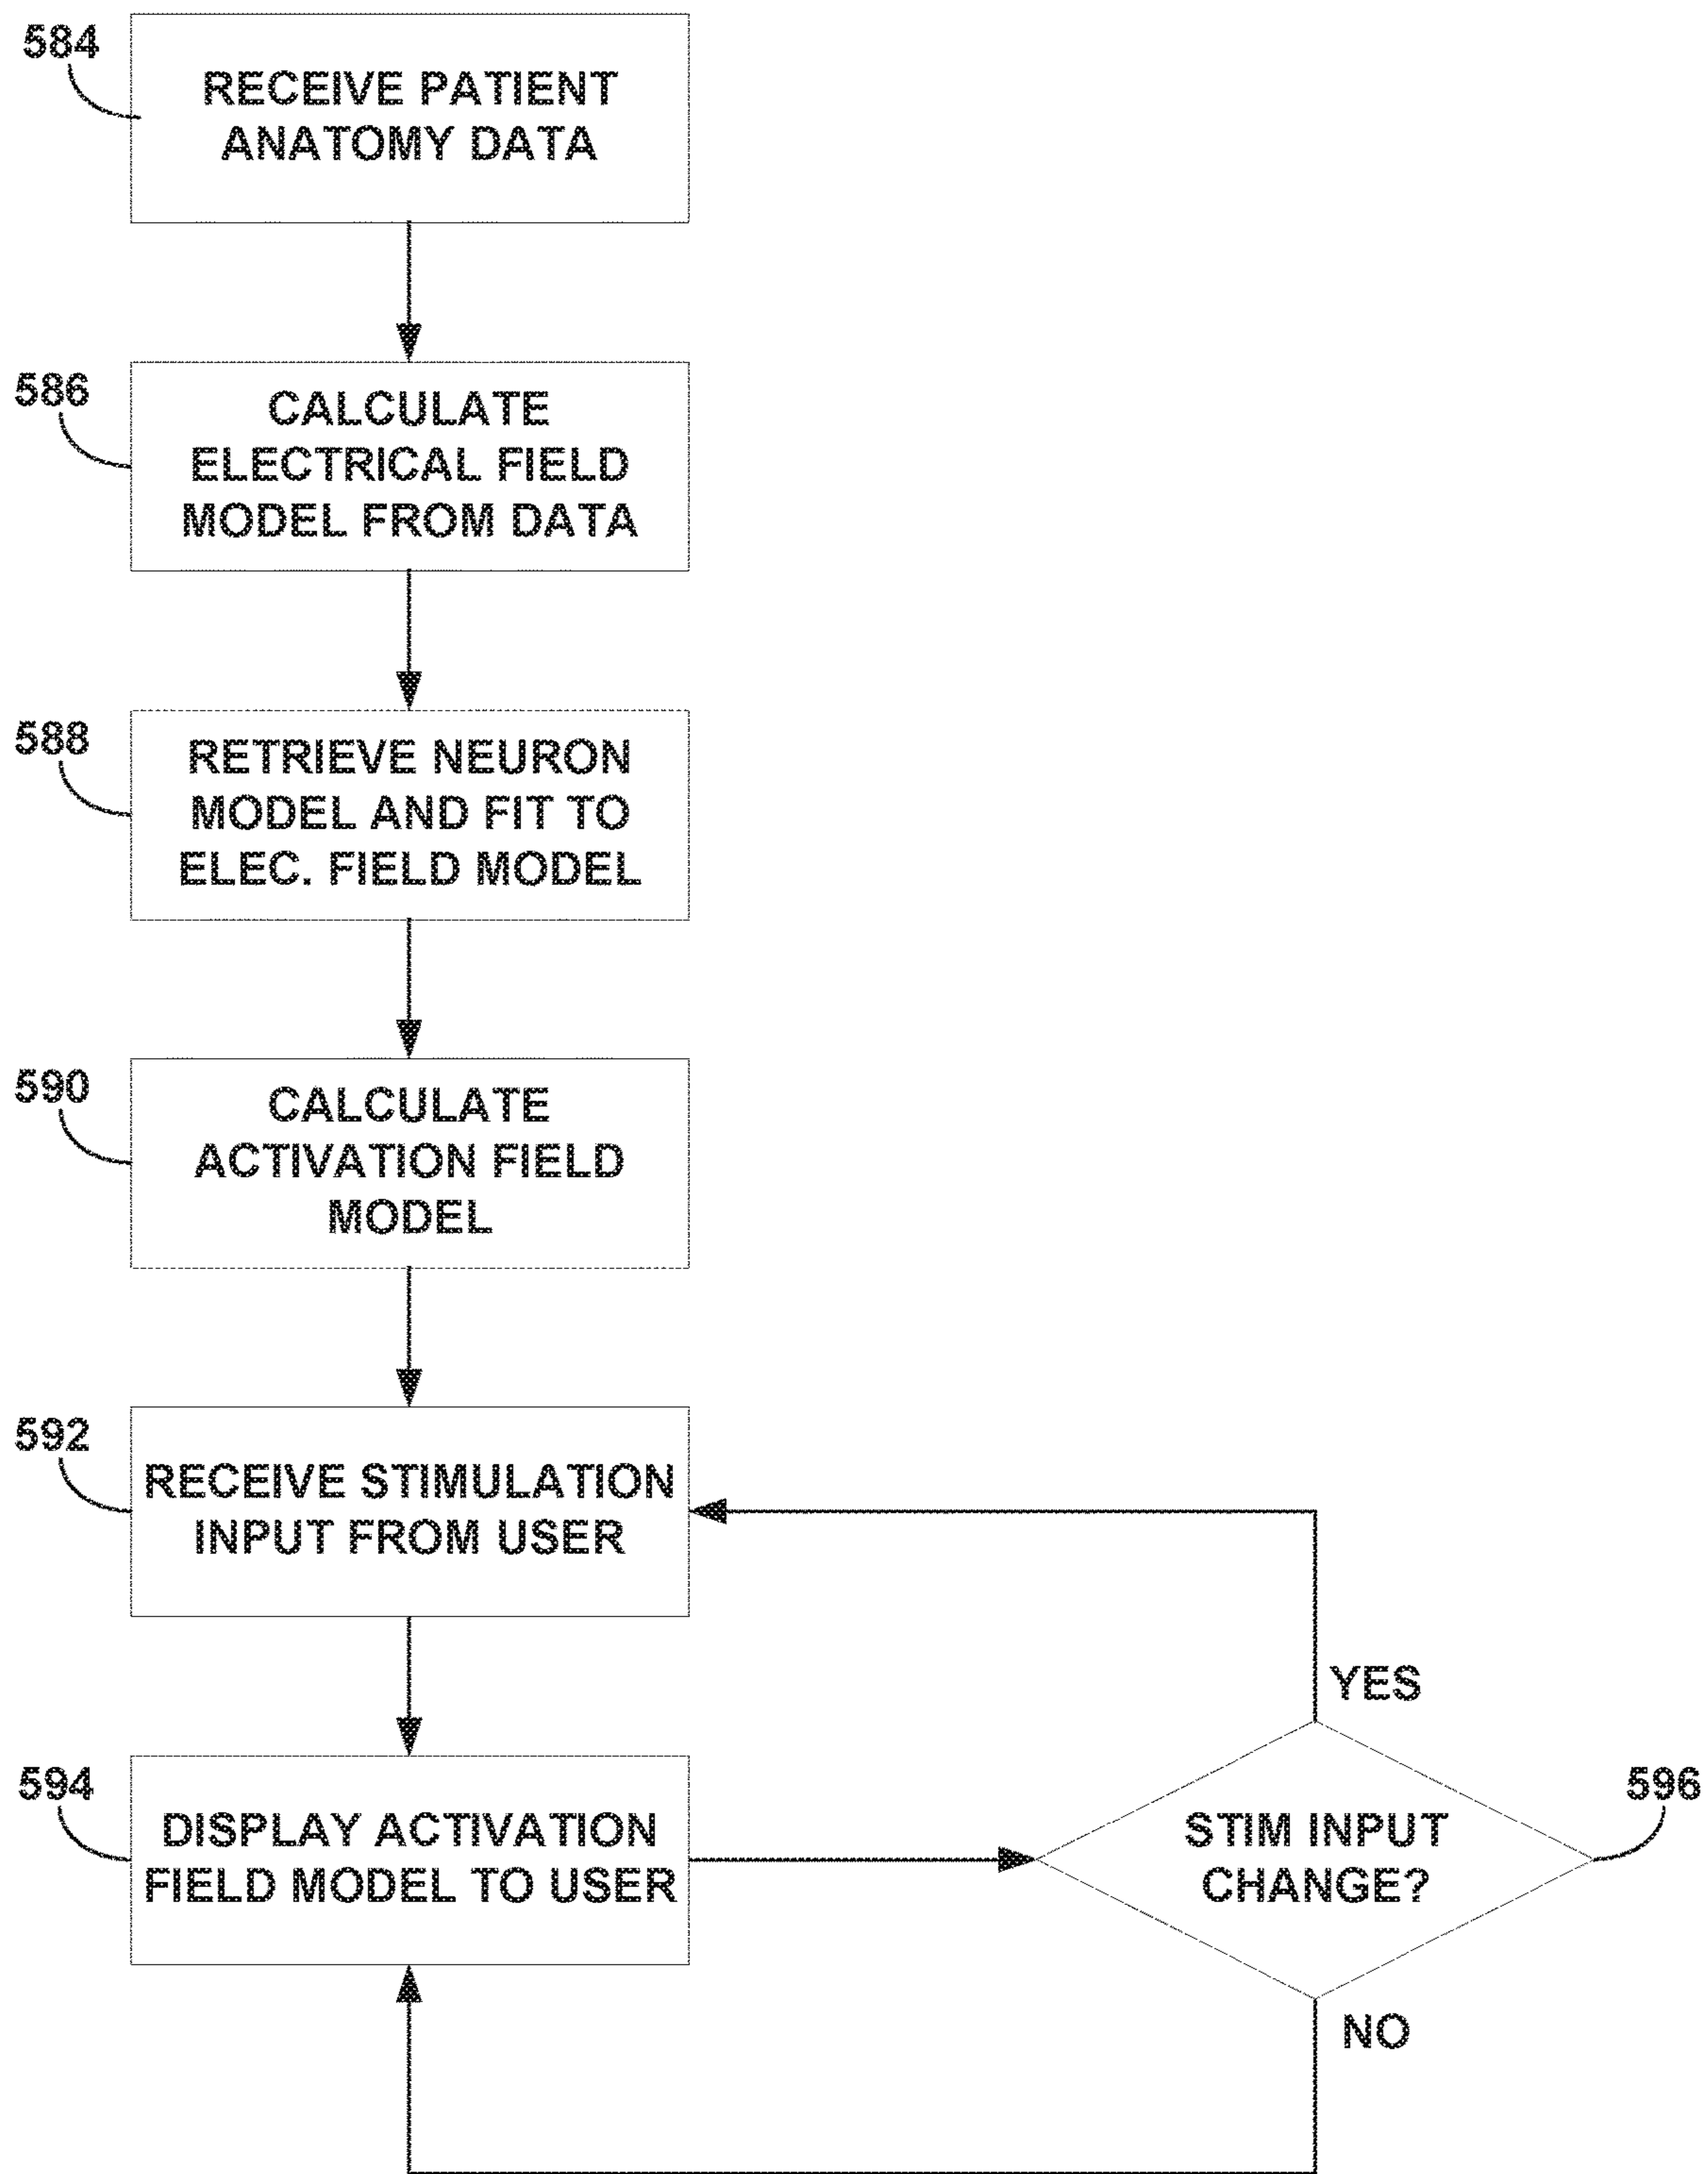 584
RECEIVE PATIENT
ANATOMY DATA
586
CALCULATE
ELECTRICAL FIELD
MODEL FROM DATA
588
RETRIEVE NEURON
MODEL AND FIT TO
ELEC. FIELD MODEL
590
CALCULATE
ACTIVATION FIELD
MODEL
592
RECEIVE STIMULATION
INPUT FROM USER
YES
594
DISPLAY ACTIVATION
FIELD MODEL TO USER
STIM INPUT
CHANGE?
596
NO